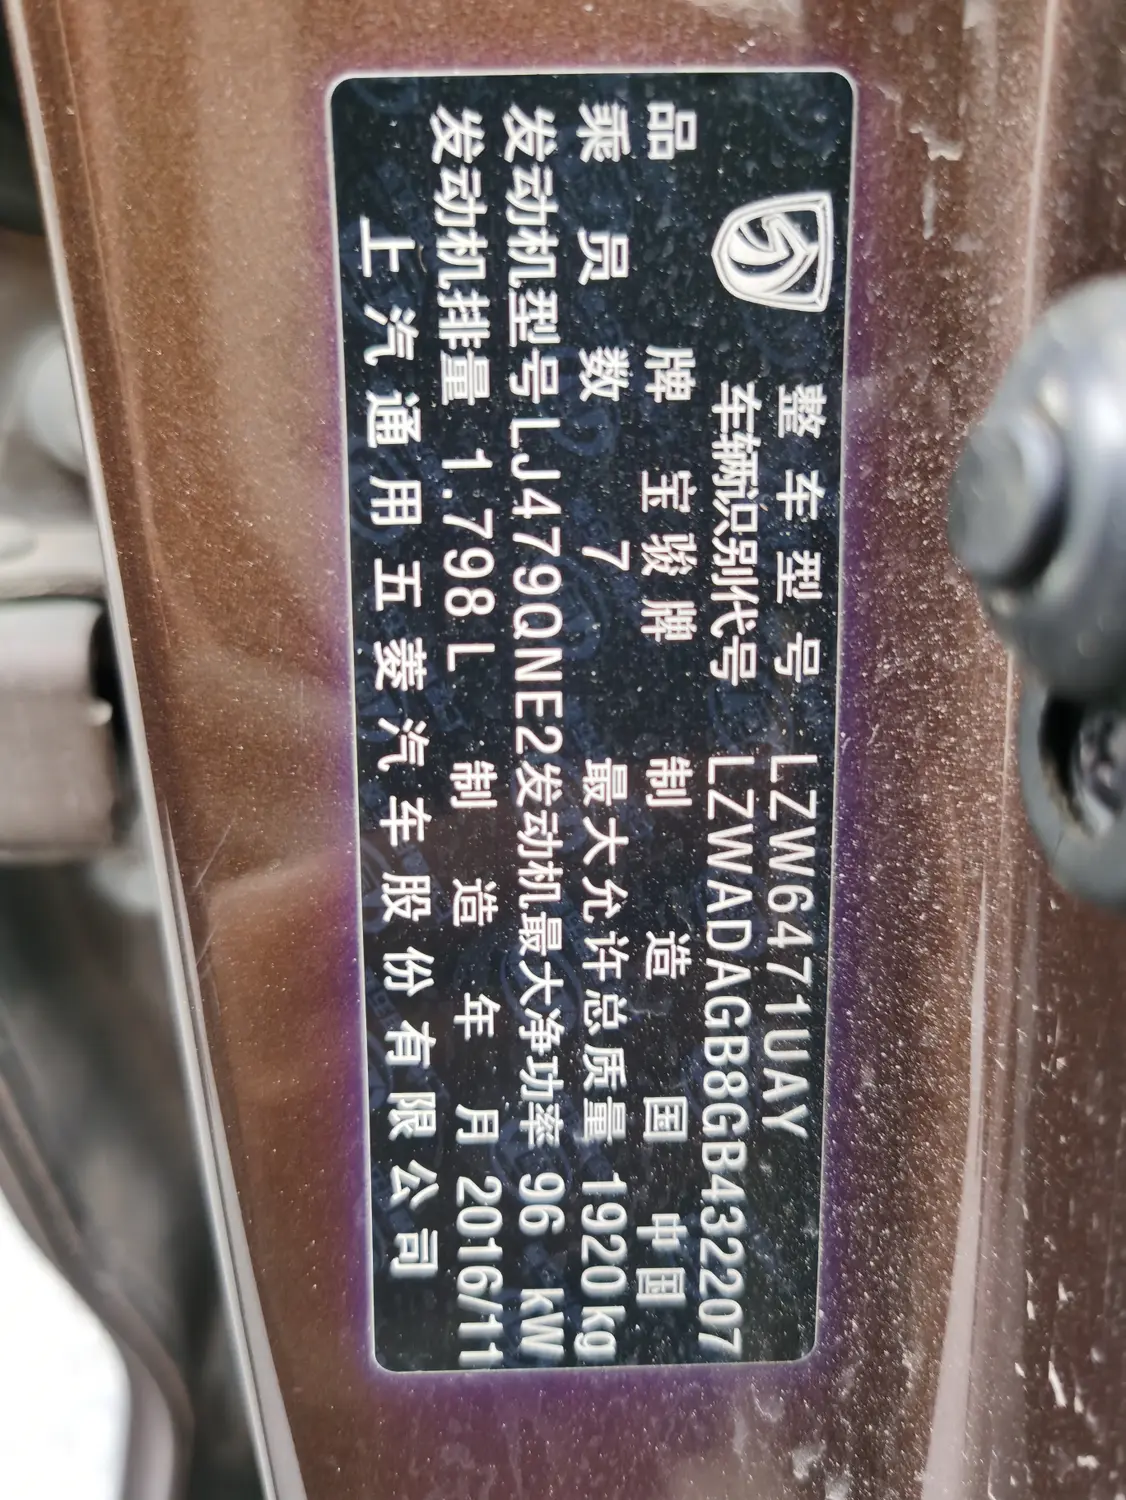 整车型号 LZW6471UAY
车辆识别代号 LZWADAGB8GB432207
品牌 宝骏牌 制造国 中国
乘员数 7 最大允许总质量 1920kg
发动机型号 LJ479QNE2 发动机最大净功率 96 kW
发动机排量 1.798L 制造年月 2016/11
上汽通用五菱汽车股份有限公司